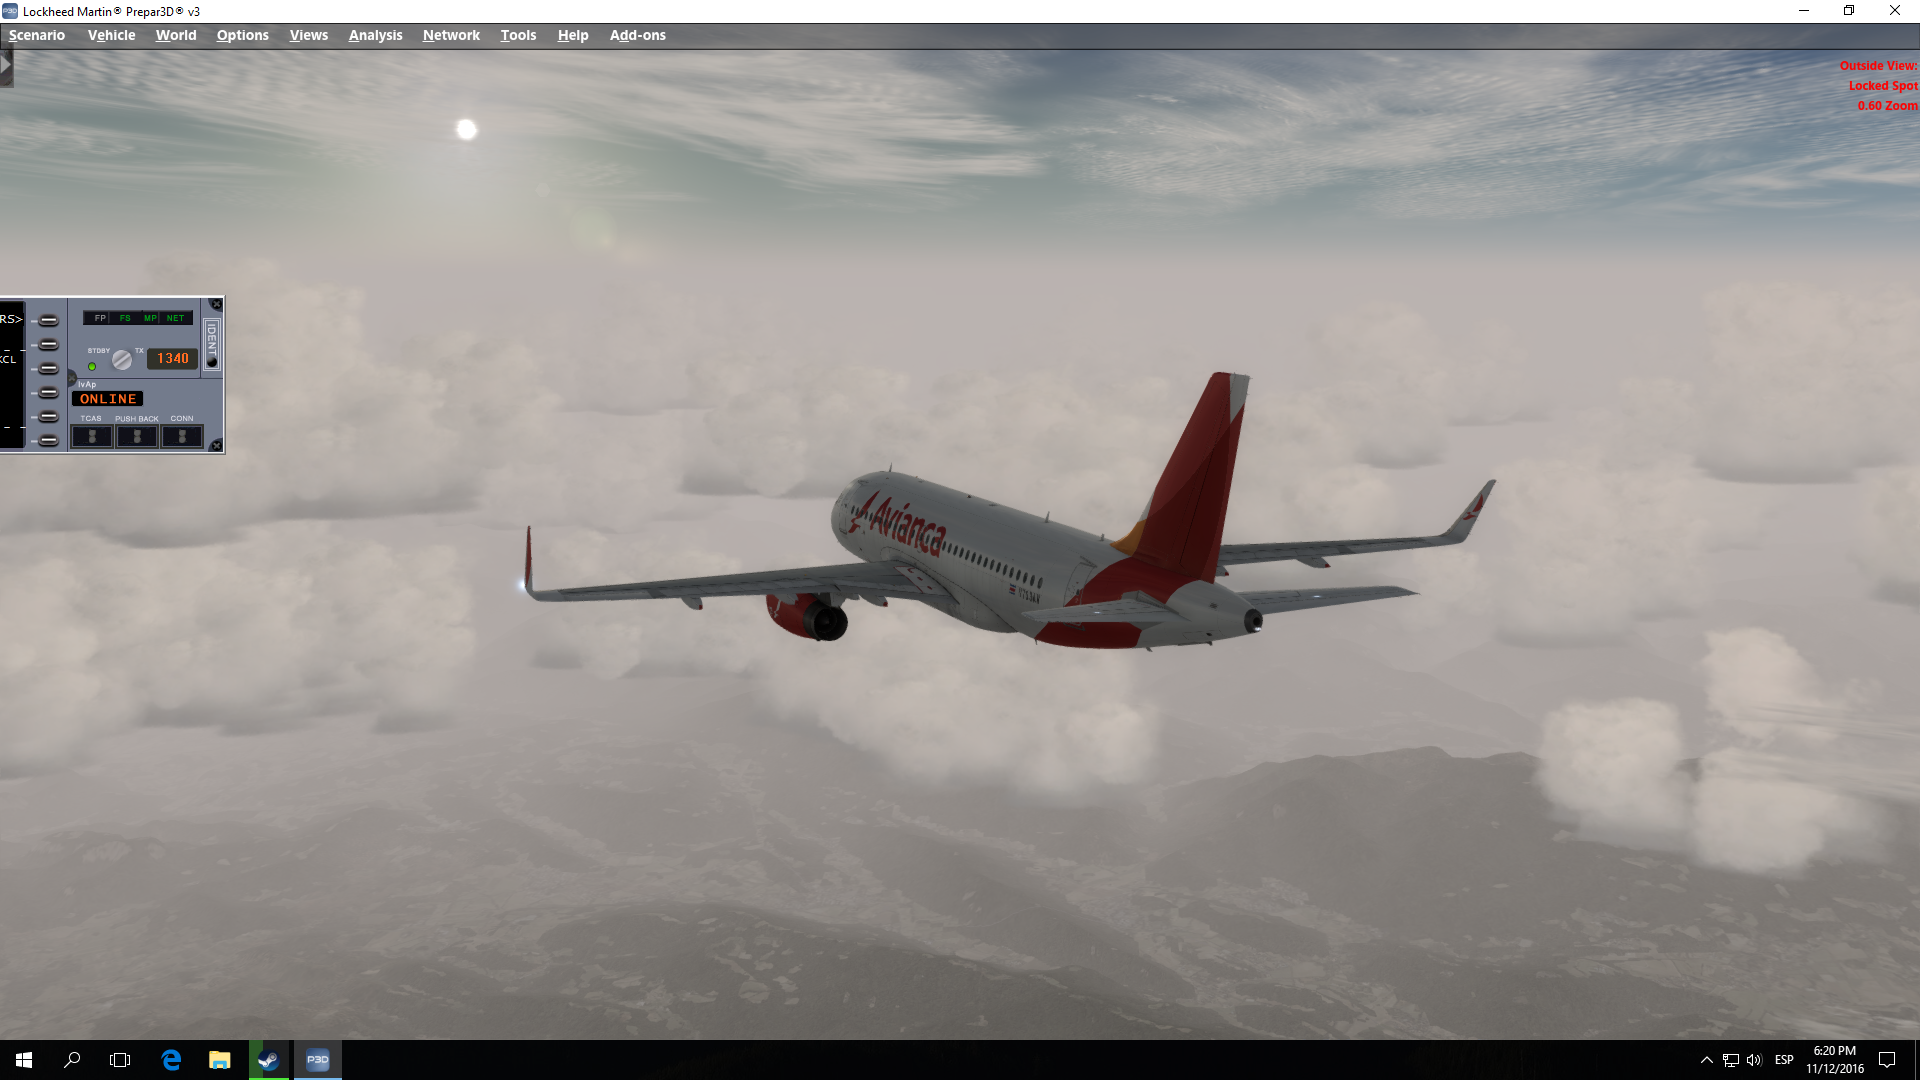 Lockheed Martin® Prepar3D® v3
Scenario Vehicle World Options Views Analysis Network Tools Help Add-ons
Outside View:
Locked Spot
0.60 Zoom
RS>
FP FS MP NET
IDENT
STDBY TX 1340
CL
IvAp
ONLINE
TCAS PUSH BACK CONN
Avianca
P3D
ESP
6:20 PM
11/12/2016